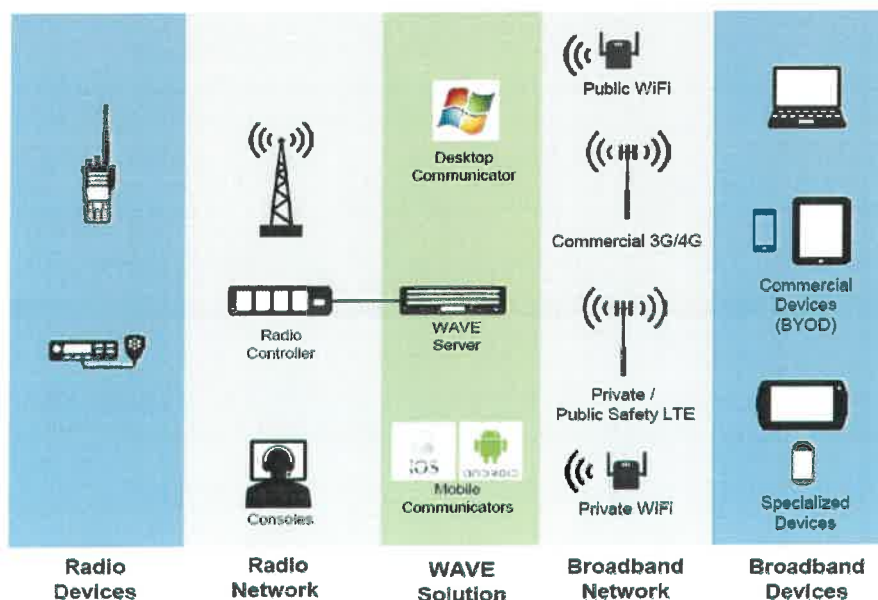 Desktop
Communicator
Radio
Controller
WAVE
Server
iOS
ANDROID
Mobile
Communicators
Consoles
Public WiFi
Commercial 3G/4G
Private /
Public Safety LTE
Private WiFi
Commercial
Devices
(BYOD)
Specialized
Devices
Radio
Devices
Radio
Network
WAVE
Solution
Broadband
Network
Broadband
Devices